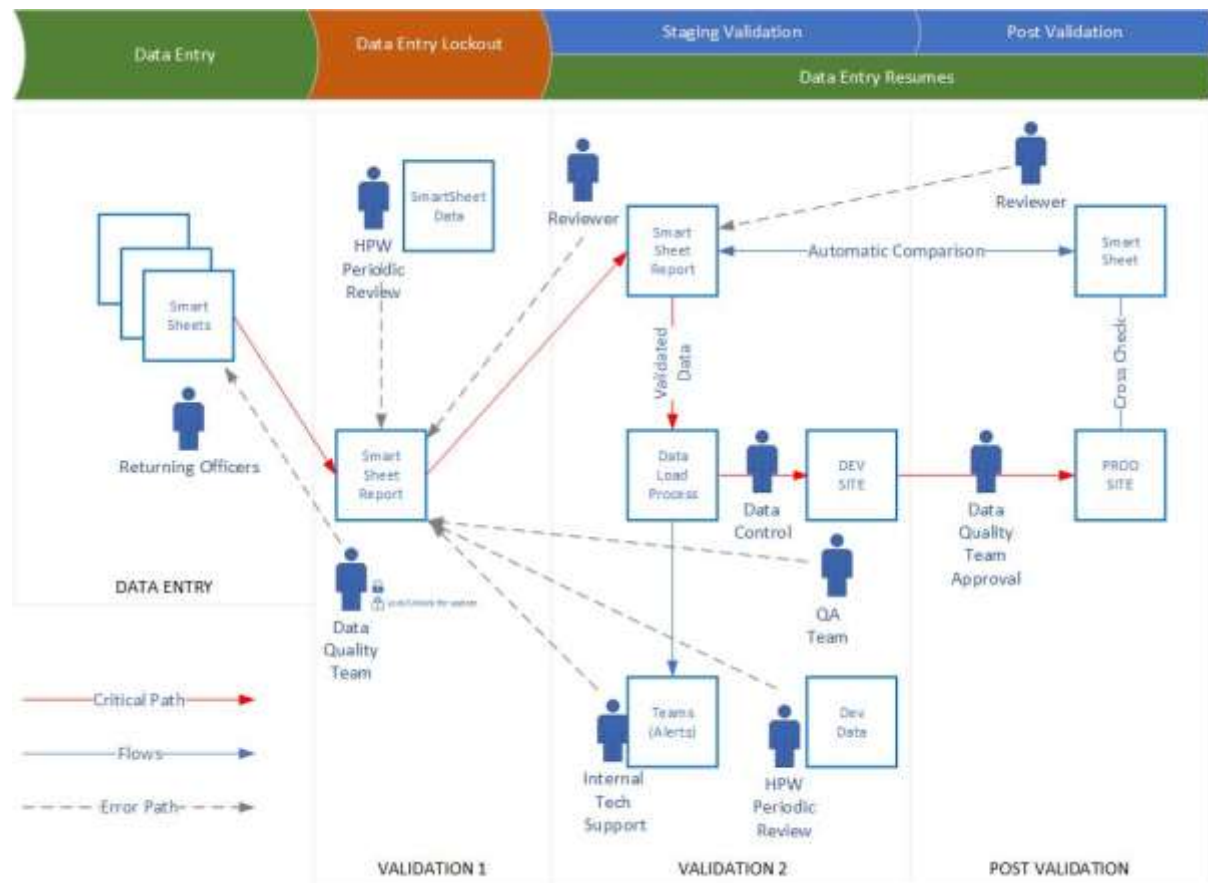 Data Entry
Data Entry Lockout
Staging Validation
Post Validation
Data Entry Resumes
SmartSheet
Data
HPW
Periodic
Review
Reviewer
Smart
Sheet
Report
Automatic Comparison
Reviewer
Smart
Sheet
Smart
Sheets
Returning Officers
Validated
Data
Cross Check
Smart
Sheet
Report
Data
Load
Process
Data
Control
DEV
SITE
Data
Quality
Team
Approval
PROD
SITE
DATA ENTRY
Data
Quality
Team
QA
Team
Critical Path
Flows
Error Path
Internal
Tech
Support
Teams
(Alerts)
HPW
Periodic
Review
Dev
Data
VALIDATION 1
VALIDATION 2
POST VALIDATION